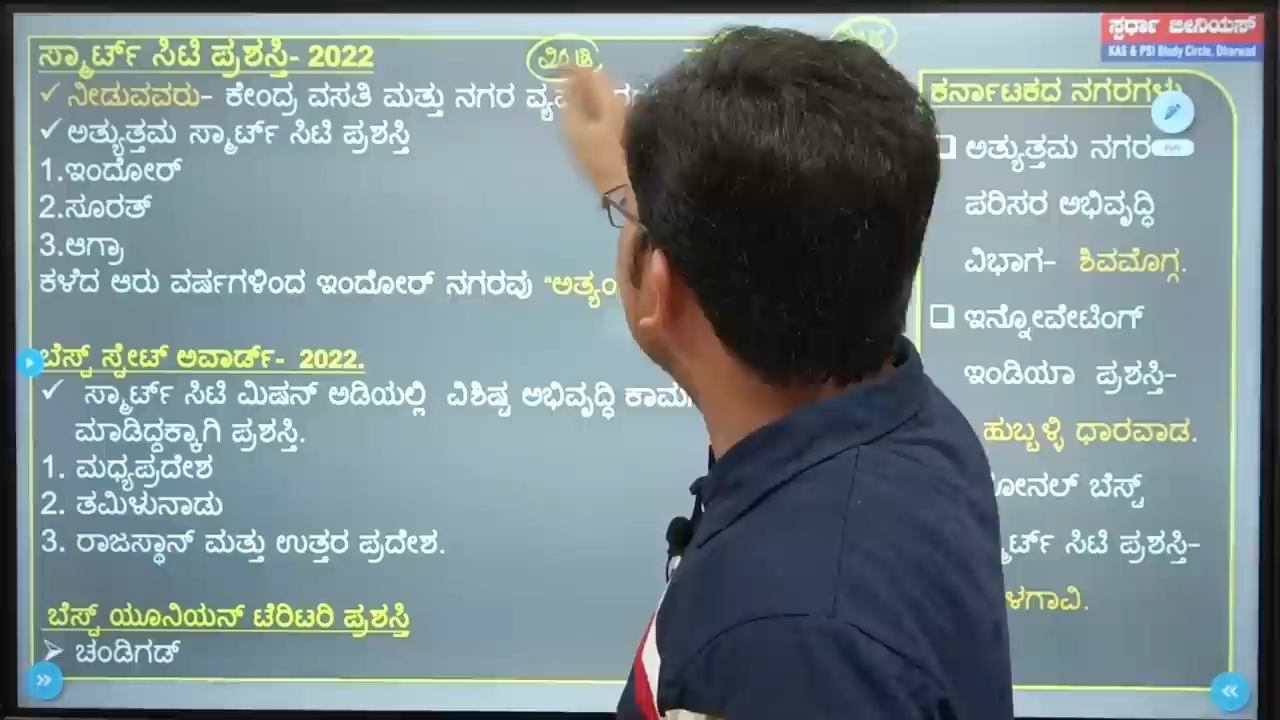 ಸ್ಪರ್ಧಾ ಜೀನಿಯಸ್
KAS & PSI Study Circle, Dharwad
ಸ್ಮಾರ್ಟ್ ಸಿಟಿ ಪ್ರಶಸ್ತಿ- 2022
✓ ನೀಡುವವರು- ಕೇಂದ್ರ ವಸತಿ ಮತ್ತು ನಗರ
✓ ಅತ್ಯುತ್ತಮ ಸ್ಮಾರ್ಟ್ ಸಿಟಿ ಪ್ರಶಸ್ತಿ
1.ಇಂದೋರ್
2.ಸೂರತ್
3.ಆಗ್ರಾ
ಕಳೆದ ಆರು ವರ್ಷಗಳಿಂದ ಇಂದೋರ್ ನಗರವು
ಬೆಸ್ಟ್ ಸ್ಟೇಟ್ ಅವಾರ್ಡ್- 2022.
✓ ಸ್ಮಾರ್ಟ್ ಸಿಟಿ ಮಿಷನ್ ಅಡಿಯಲ್ಲಿ ವಿಶಿಷ್ಟ ಅಭಿವೃದ್ಧಿ
ಮಾಡಿದ್ದಕ್ಕಾಗಿ ಪ್ರಶಸ್ತಿ.
1. ಮಧ್ಯಪ್ರದೇಶ
2. ತಮಿಳುನಾಡು
3. ರಾಜಸ್ಥಾನ್ ಮತ್ತು ಉತ್ತರ ಪ್ರದೇಶ.
ಬೆಸ್ಟ್ ಯೂನಿಯನ್ ಟೆರಿಟರಿ ಪ್ರಶಸ್ತಿ
➢ ಚಂಡಿಗಡ್
ಕರ್ನಾಟಕದ ನಗರಗಳು
❑ ಅತ್ಯುತ್ತಮ ನಗರ
ಪರಿಸರ ಅಭಿವೃದ್ಧಿ
ವಿಭಾಗ- ಶಿವಮೊಗ್ಗ.
❑ ಇನ್ನೋವೇಟಿಂಗ್
ಇಂಡಿಯಾ ಪ್ರಶಸ್ತಿ-
ಹುಬ್ಬಳ್ಳಿ ಧಾರವಾಡ.
ಬೆಸ್ಟ್
ಸಿಟಿ ಪ್ರಶಸ್ತಿ-